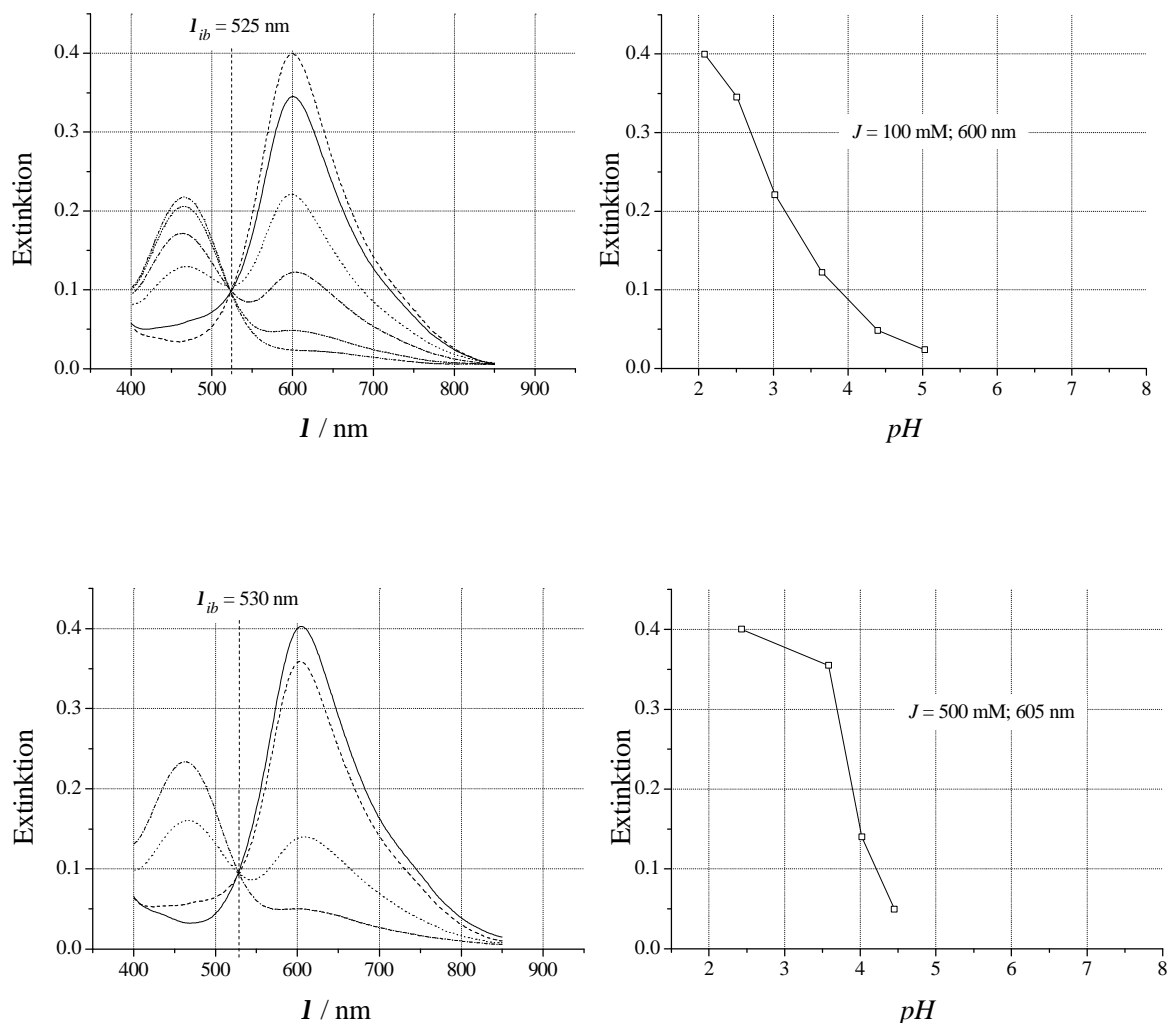 l_ib = 525 nm
Extinktion
0.4
0.3
0.2
0.1
0.0
400 500 600 700 800 900
l / nm
J = 100 mM; 600 nm
Extinktion
0.4
0.3
0.2
0.1
0.0
2 3 4 5 6 7 8
pH
l_ib = 530 nm
Extinktion
0.4
0.3
0.2
0.1
0.0
400 500 600 700 800 900
l / nm
J = 500 mM; 605 nm
Extinktion
0.4
0.3
0.2
0.1
0.0
2 3 4 5 6 7 8
pH